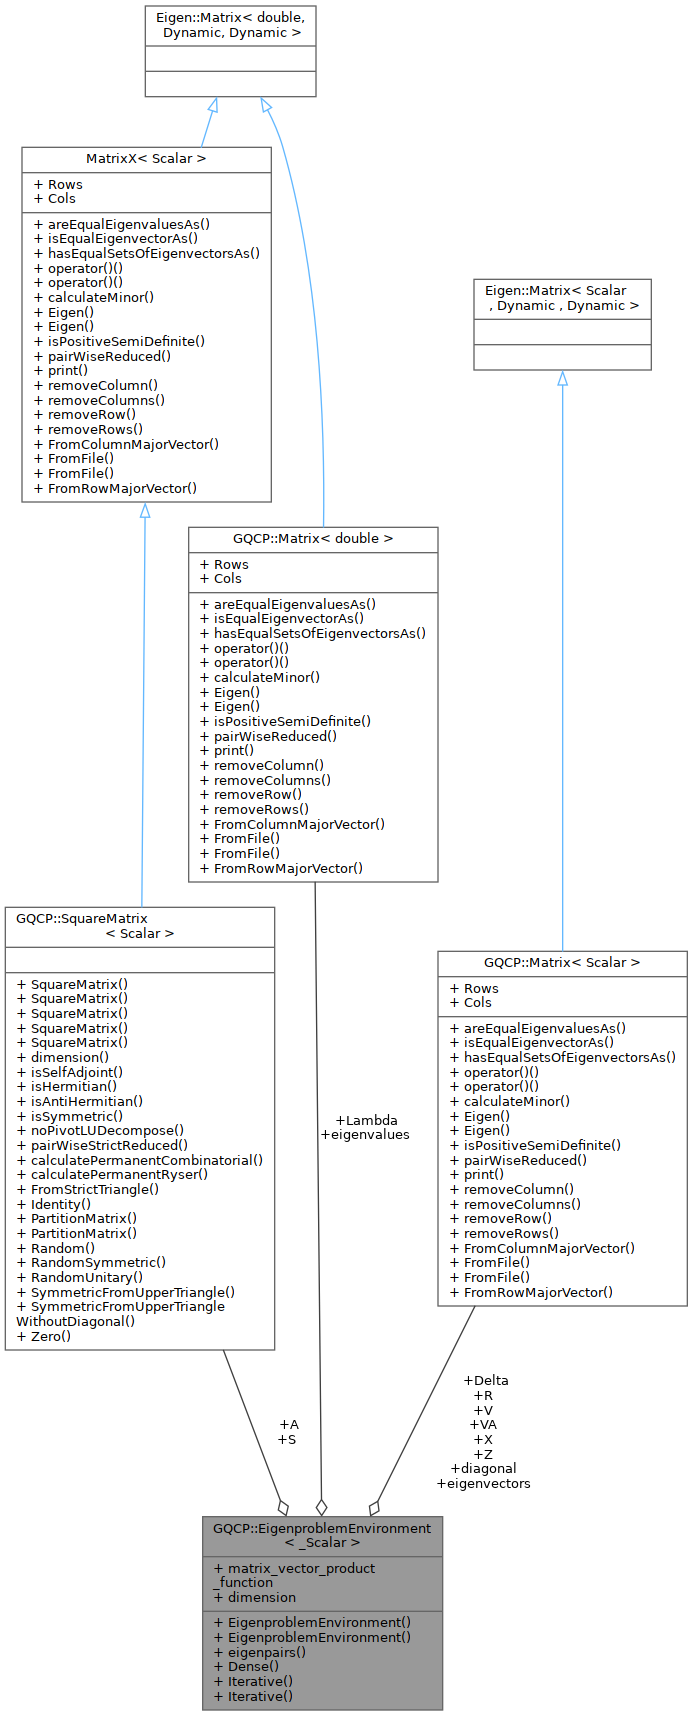 Eigen::Matrix< double,
Dynamic, Dynamic >
MatrixX< Scalar >
+ Rows
+ Cols
+ areEqualEigenvaluesAs()
+ isEqualEigenvectorAs()
+ hasEqualSetsOfEigenvectorsAs()
+ operator()()
+ operator()()
+ calculateMinor()
+ Eigen()
+ Eigen()
+ isPositiveSemiDefinite()
+ pairWiseReduced()
+ print()
+ removeColumn()
+ removeColumns()
+ removeRow()
+ removeRows()
+ FromColumnMajorVector()
+ FromFile()
+ FromFile()
+ FromRowMajorVector()
Eigen::Matrix< Scalar
, Dynamic , Dynamic >
GQCP::Matrix< double >
+ Rows
+ Cols
+ areEqualEigenvaluesAs()
+ isEqualEigenvectorAs()
+ hasEqualSetsOfEigenvectorsAs()
+ operator()()
+ operator()()
+ calculateMinor()
+ Eigen()
+ Eigen()
+ isPositiveSemiDefinite()
+ pairWiseReduced()
+ print()
+ removeColumn()
+ removeColumns()
+ removeRow()
+ removeRows()
+ FromColumnMajorVector()
+ FromFile()
+ FromFile()
+ FromRowMajorVector()
GQCP::SquareMatrix
< Scalar >
+ SquareMatrix()
+ SquareMatrix()
+ SquareMatrix()
+ SquareMatrix()
+ SquareMatrix()
+ dimension()
+ isSelfAdjoint()
+ isHermitian()
+ isAntiHermitian()
+ isSymmetric()
+ noPivotLUDecompose()
+ pairWiseStrictReduced()
+ calculatePermanentCombinatorial()
+ calculatePermanentRyser()
+ FromStrictTriangle()
+ Identity()
+ PartitionMatrix()
+ PartitionMatrix()
+ Random()
+ RandomSymmetric()
+ RandomUnitary()
+ SymmetricFromUpperTriangle()
+ SymmetricFromUpperTriangle
WithoutDiagonal()
+ Zero()
GQCP::Matrix< Scalar >
+ Rows
+ Cols
+ areEqualEigenvaluesAs()
+ isEqualEigenvectorAs()
+ hasEqualSetsOfEigenvectorsAs()
+ operator()()
+ operator()()
+ calculateMinor()
+ Eigen()
+ Eigen()
+ isPositiveSemiDefinite()
+ pairWiseReduced()
+ print()
+ removeColumn()
+ removeColumns()
+ removeRow()
+ removeRows()
+ FromColumnMajorVector()
+ FromFile()
+ FromFile()
+ FromRowMajorVector()
+Lambda
+eigenvalues
+A
+S
+Delta
+R
+V
+VA
+X
+Z
+diagonal
+eigenvectors
GQCP::EigenproblemEnvironment
< _Scalar >
+ matrix_vector_product
_function
+ dimension
+ EigenproblemEnvironment()
+ EigenproblemEnvironment()
+ eigenpairs()
+ Dense()
+ Iterative()
+ Iterative()